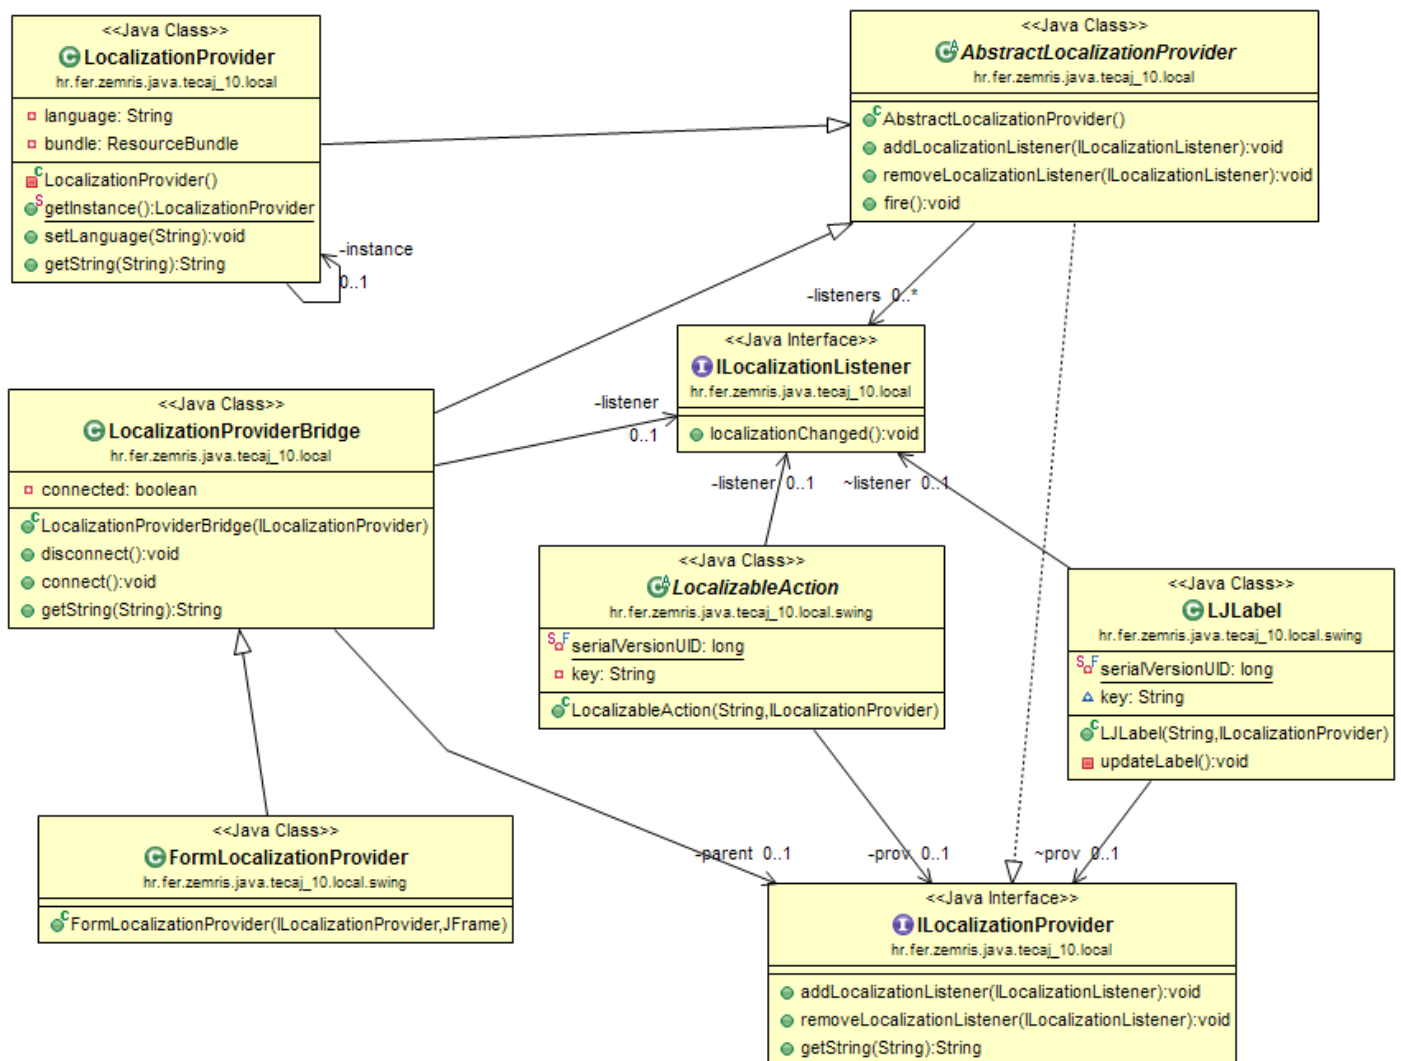 <<Java Class>>
LocalizationProvider
hr.fer.zemris.java.tecaj_10.local
language: String
bundle: ResourceBundle
LocalizationProvider()
getInstance():LocalizationProvider
setLanguage(String):void
getString(String):String
-instance
0..1
<<Java Class>>
AbstractLocalizationProvider
hr.fer.zemris.java.tecaj_10.local
AbstractLocalizationProvider()
addLocalizationListener(ILocalizationListener):void
removeLocalizationListener(ILocalizationListener):void
fire():void
-listeners 0..*
<<Java Interface>>
ILocalizationListener
hr.fer.zemris.java.tecaj_10.local
localizationChanged():void
<<Java Class>>
LocalizationProviderBridge
hr.fer.zemris.java.tecaj_10.local
connected: boolean
LocalizationProviderBridge(ILocalizationProvider)
disconnect():void
connect():void
getString(String):String
-listener
0..1
-listener 0..1
~listener 0..1
<<Java Class>>
LocalizableAction
hr.fer.zemris.java.tecaj_10.local.swing
serialVersionUID: long
key: String
LocalizableAction(String,ILocalizationProvider)
<<Java Class>>
LJLabel
hr.fer.zemris.java.tecaj_10.local.swing
serialVersionUID: long
key: String
LJLabel(String,ILocalizationProvider)
updateLabel():void
<<Java Class>>
FormLocalizationProvider
hr.fer.zemris.java.tecaj_10.local.swing
FormLocalizationProvider(ILocalizationProvider,JFrame)
-parent 0..1
-prov 0..1
~prov 0..1
<<Java Interface>>
ILocalizationProvider
hr.fer.zemris.java.tecaj_10.local
addLocalizationListener(ILocalizationListener):void
removeLocalizationListener(ILocalizationListener):void
getString(String):String